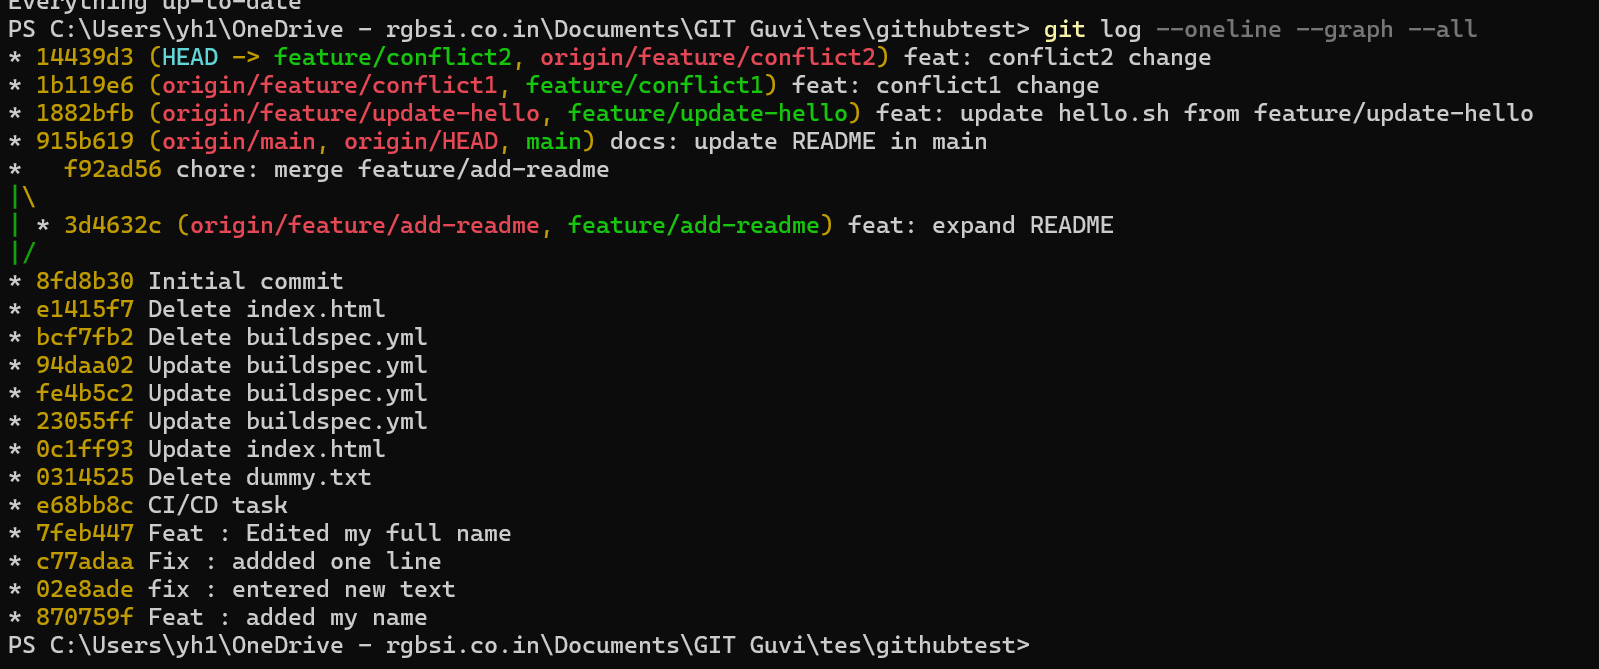 Everything up-to-date
PS C:\Users\yh1\OneDrive - rgbsi.co.in\Documents\GIT Guvi\tes\githubtest> git log --oneline --graph --all
* 14439d3 (HEAD -> feature/conflict2, origin/feature/conflict2) feat: conflict2 change
* 1b119e6 (origin/feature/conflict1, feature/conflict1) feat: conflict1 change
* 1882bfb (origin/feature/update-hello, feature/update-hello) feat: update hello.sh from feature/update-hello
* 915b619 (origin/main, origin/HEAD, main) docs: update README in main
*   f92ad56 chore: merge feature/add-readme
|\
| * 3d4632c (origin/feature/add-readme, feature/add-readme) feat: expand README
|/
* 8fd8b30 Initial commit
* e1415f7 Delete index.html
* bcf7fb2 Delete buildspec.yml
* 94daa02 Update buildspec.yml
* fe4b5c2 Update buildspec.yml
* 23055ff Update buildspec.yml
* 0c1ff93 Update index.html
* 0314525 Delete dummy.txt
* e68bb8c CI/CD task
* 7feb447 Feat : Edited my full name
* c77adaa Fix : addded one line
* 02e8ade fix : entered new text
* 870759f Feat : added my name
PS C:\Users\yh1\OneDrive - rgbsi.co.in\Documents\GIT Guvi\tes\githubtest>